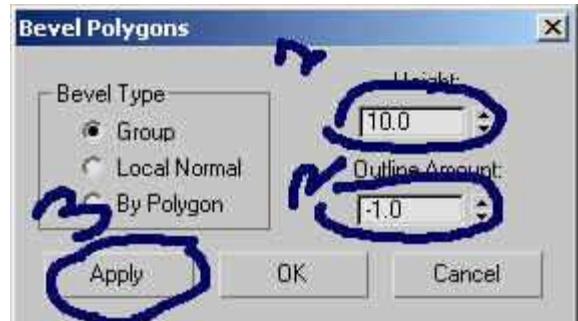 Bevel Polygons
Bevel Type
Group
Local Normal
By Polygon
Height:
10.0
Outline Amount:
-1.0
3
Apply
OK
Cancel